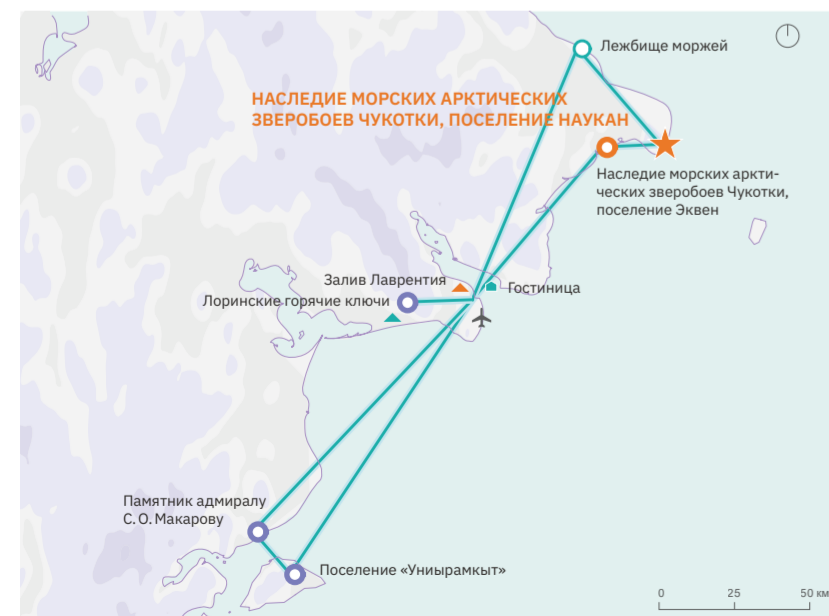 Лежбище моржей
НАСЛЕДИЕ МОРСКИХ АРКТИЧЕСКИХ
ЗВЕРОБОЕВ ЧУКОТКИ, ПОСЕЛЕНИЕ НАУКАН
Наследие морских аркти-
ческих зверобоев Чукотки,
поселение Эквен
Залив Лаврентия
Гостиница
Лоринские горячие ключи
Памятник адмиралу
С. О. Макарову
Поселение «Униырамкыт»
0 25 50 км